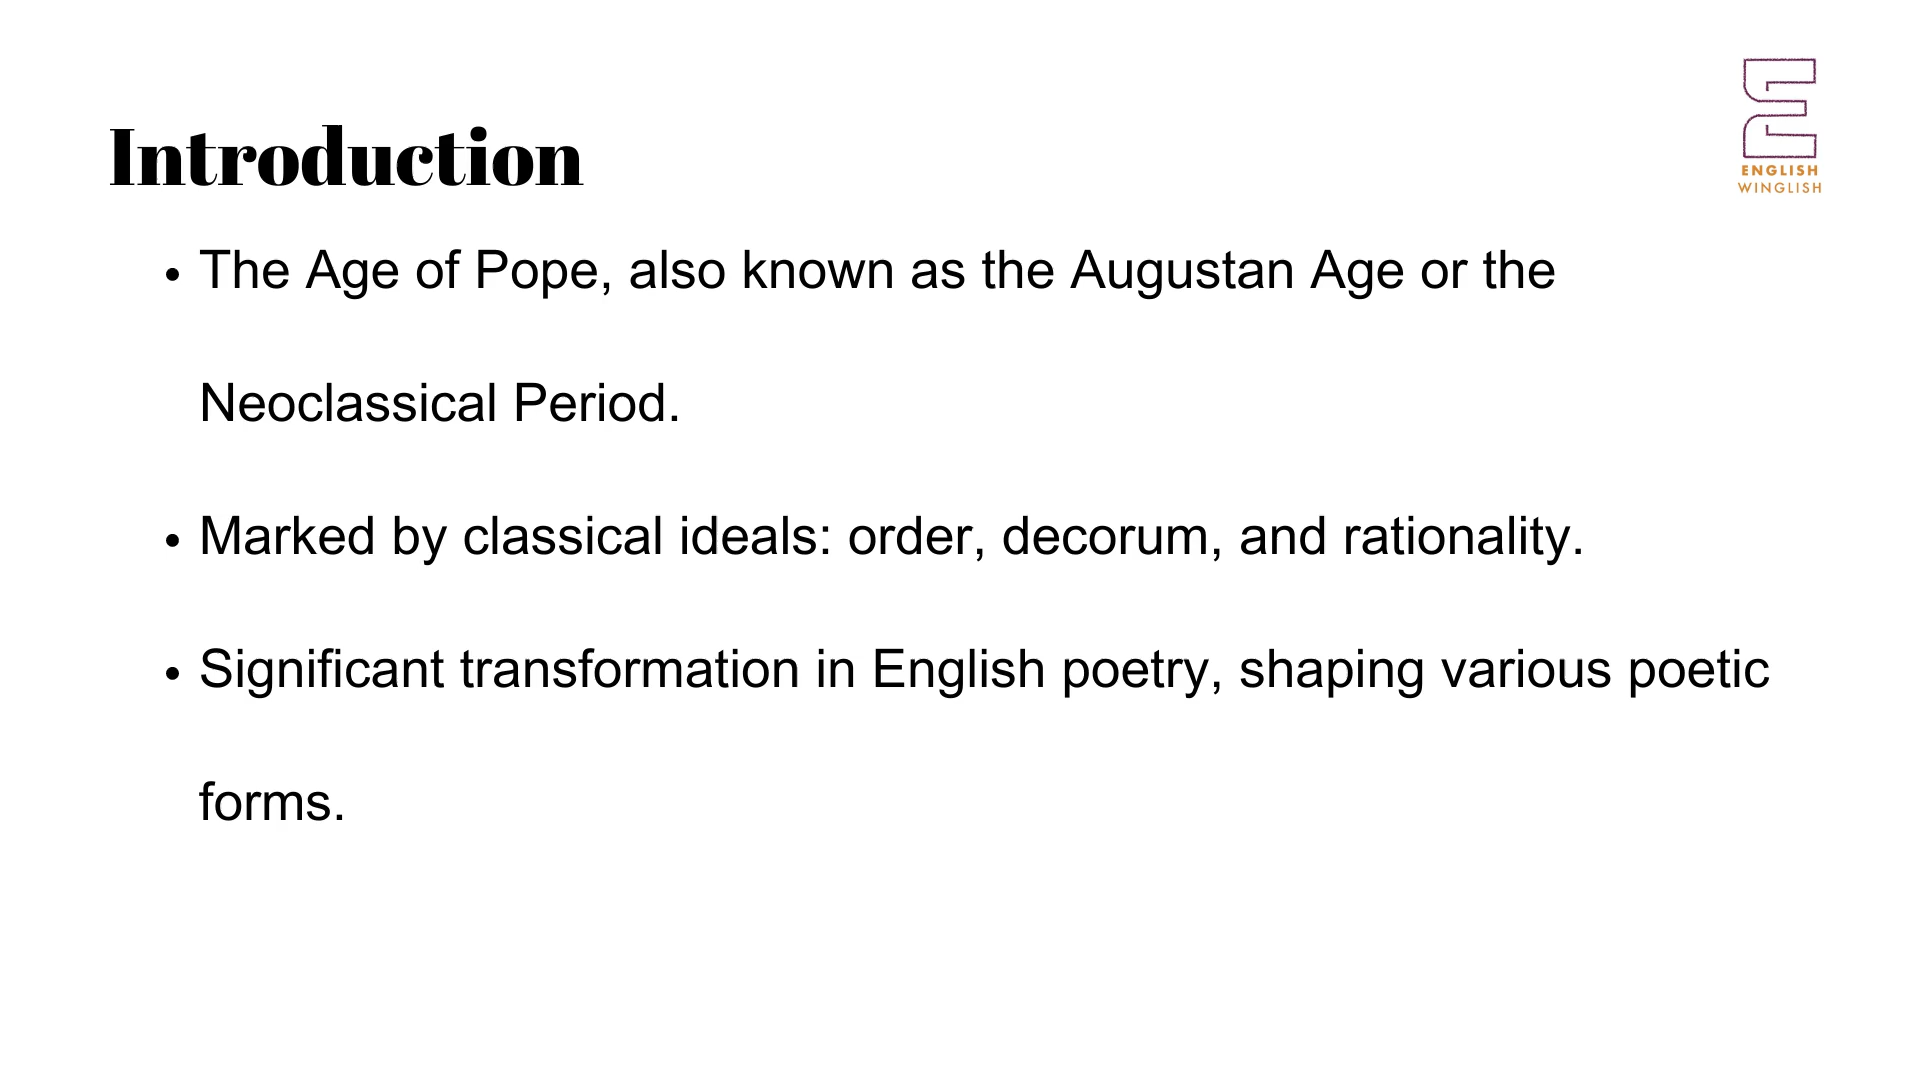 Introduction
ENGLISH
WINGLISH
• The Age of Pope, also known as the Augustan Age or the
Neoclassical Period.
• Marked by classical ideals: order, decorum, and rationality.
• Significant transformation in English poetry, shaping various poetic
forms.